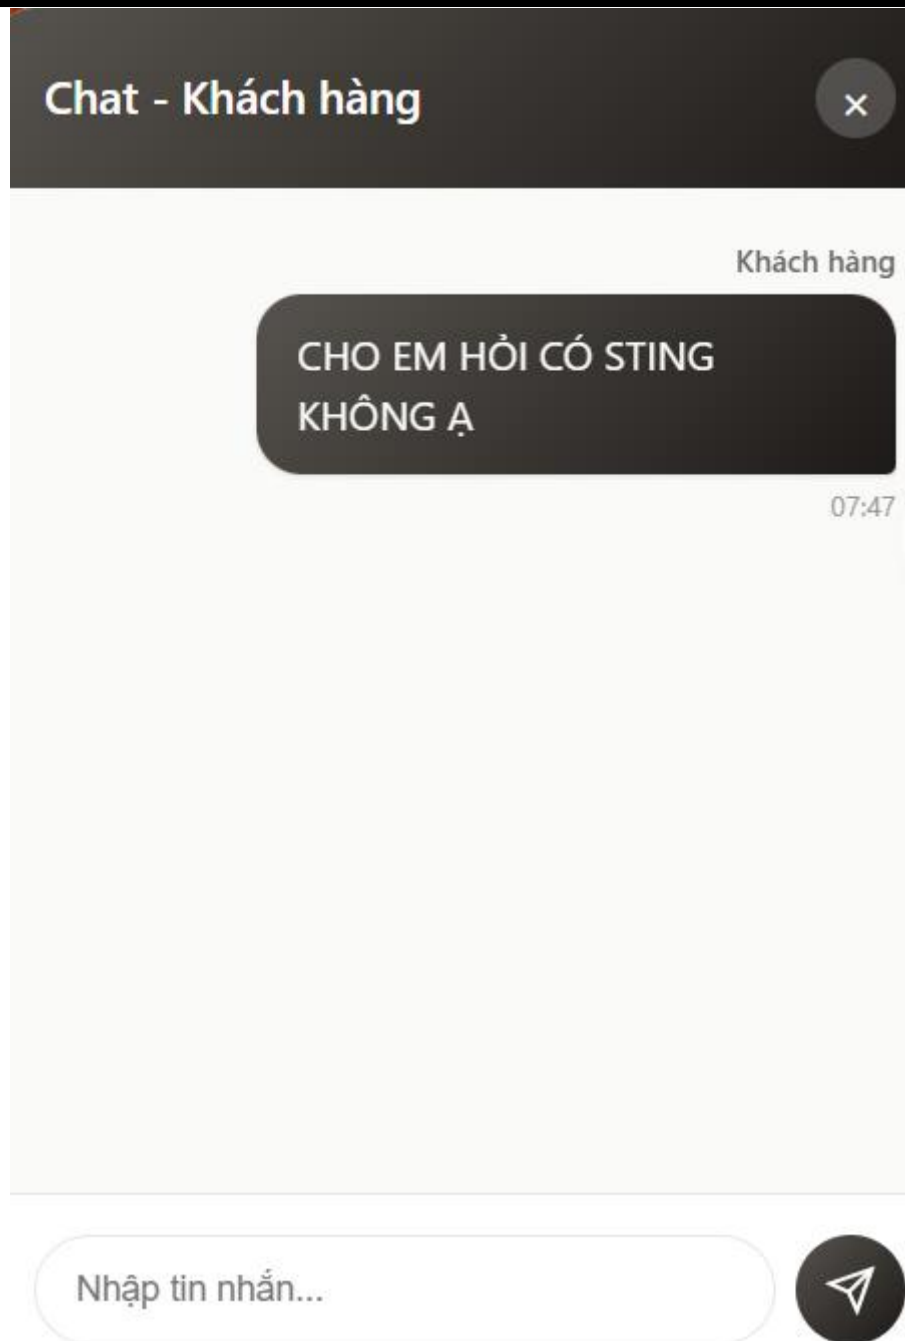 Chat - Khách hàng
×
Khách hàng
CHO EM HỎI CÓ STING
KHÔNG Ạ
07:47
Nhập tin nhắn...